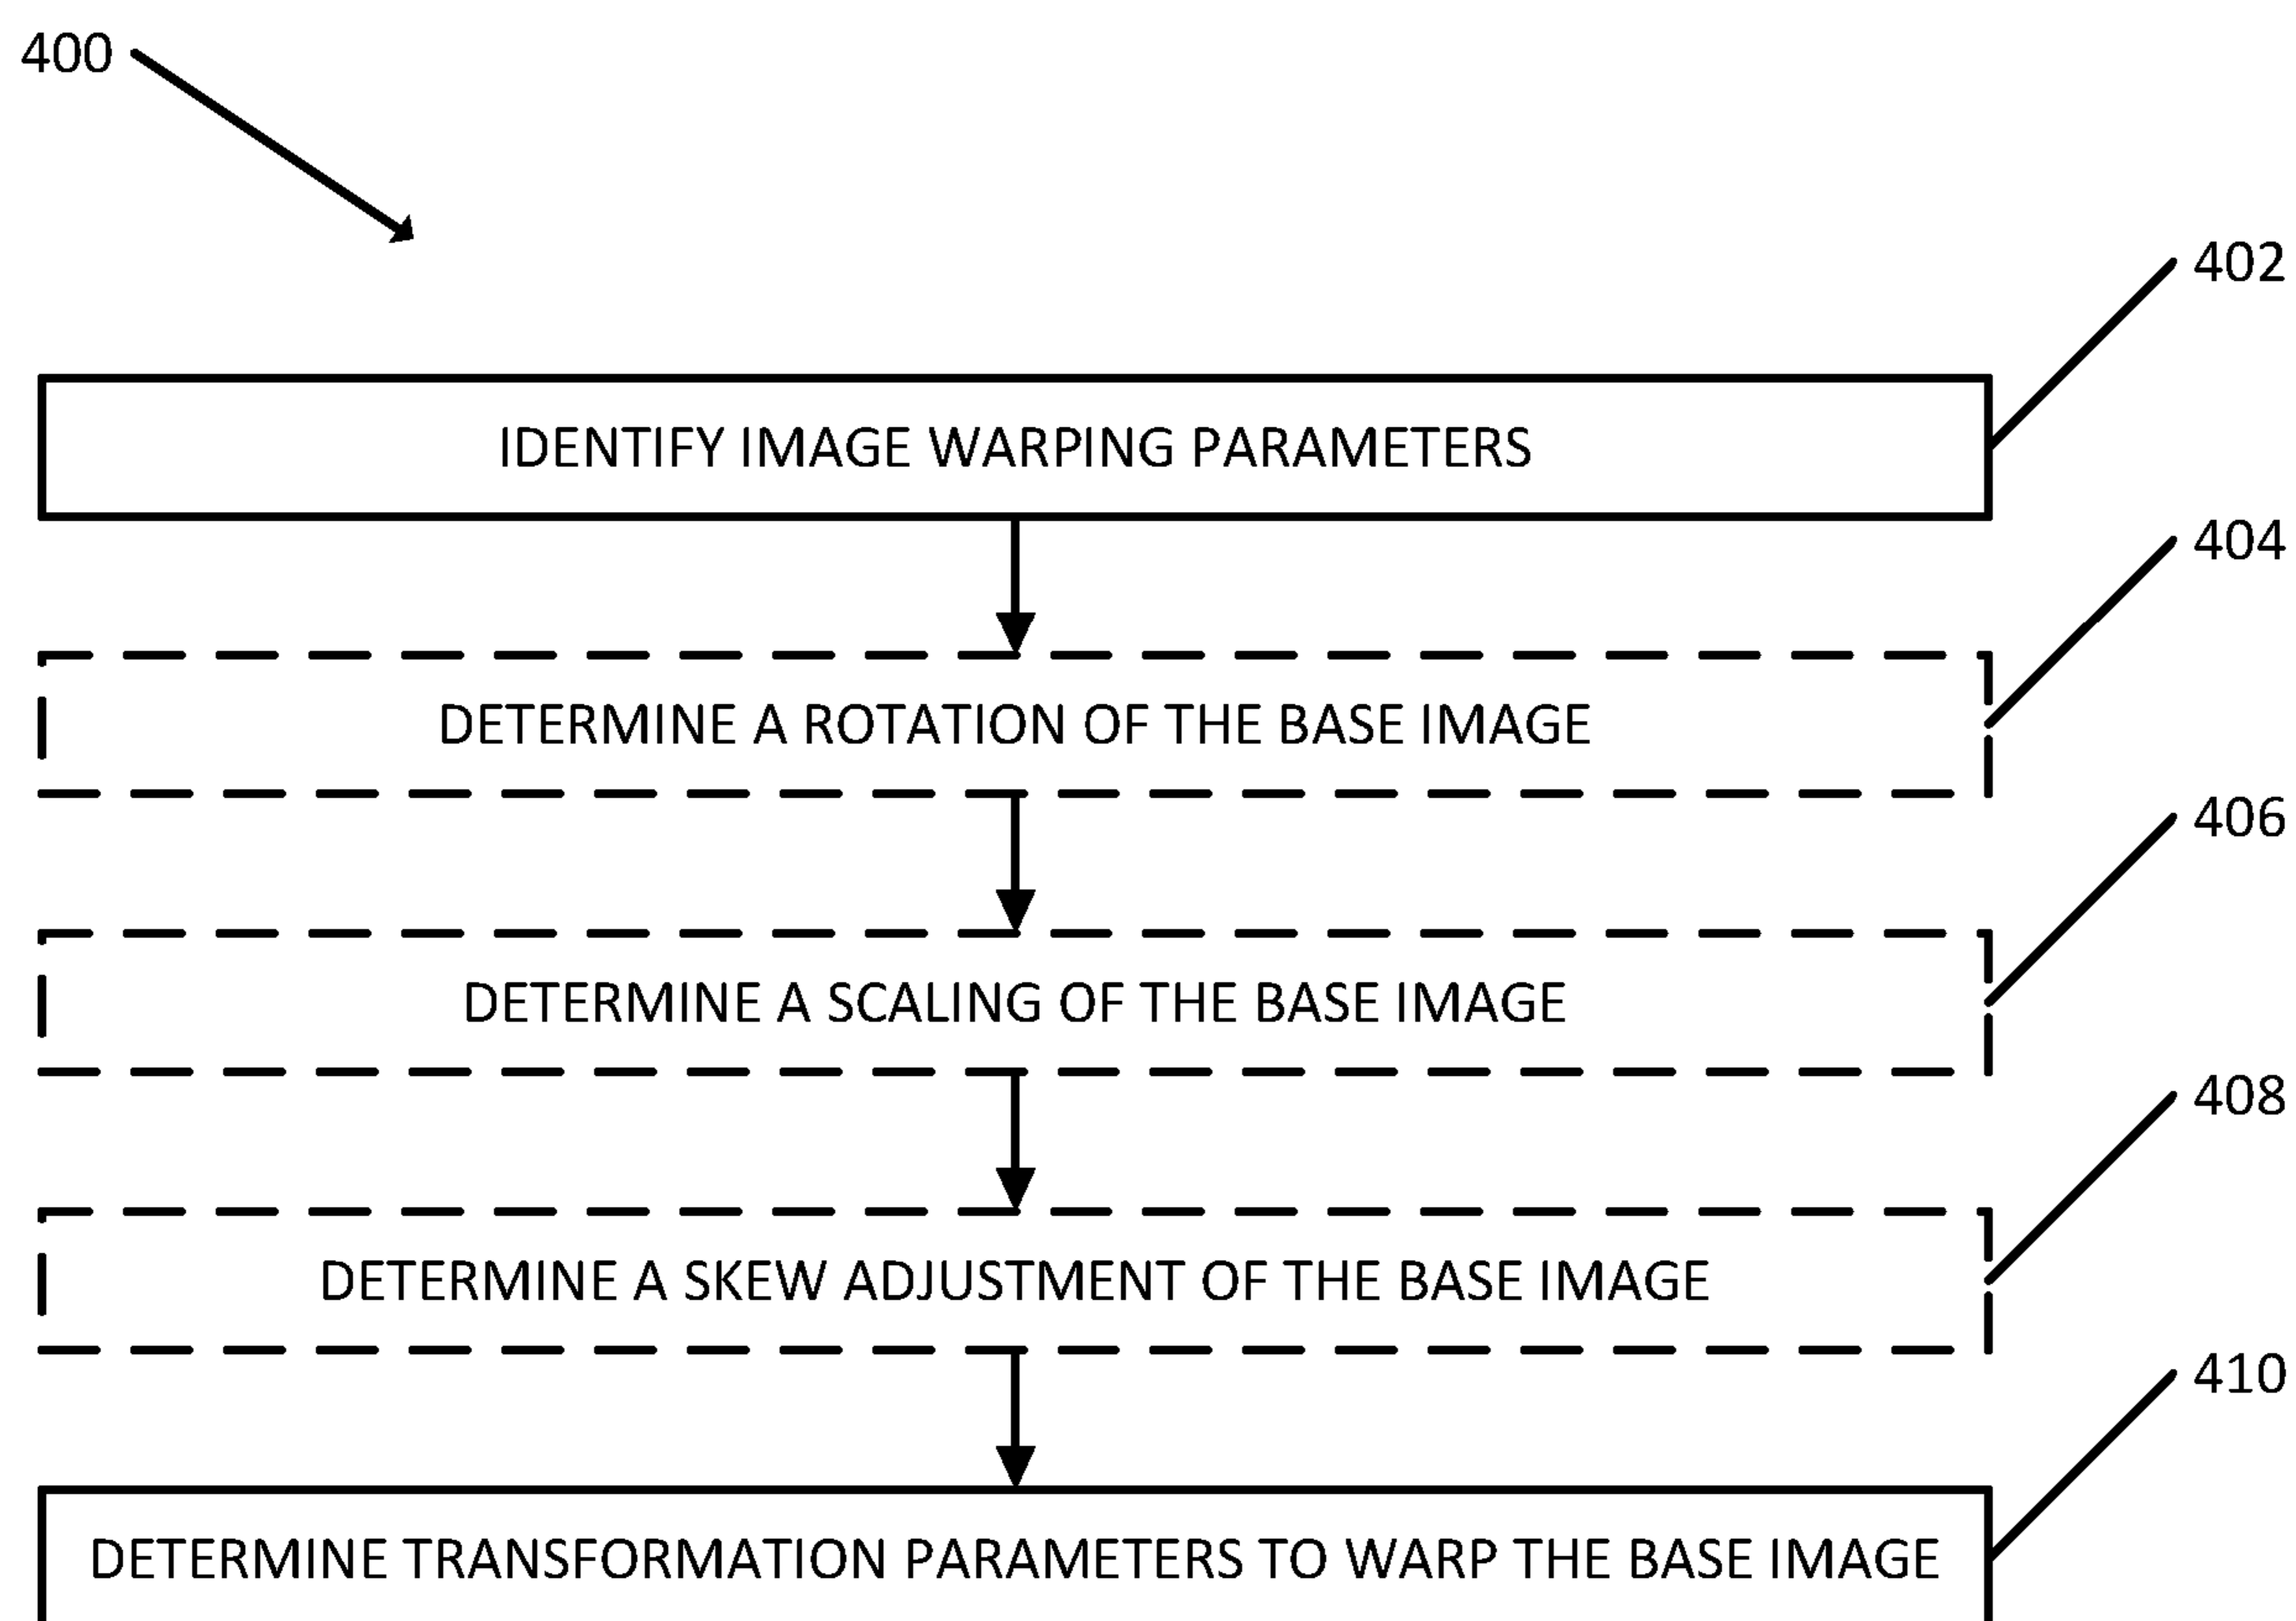 400
402
IDENTIFY IMAGE WARPING PARAMETERS
404
DETERMINE A ROTATION OF THE BASE IMAGE
406
DETERMINE A SCALING OF THE BASE IMAGE
408
DETERMINE A SKEW ADJUSTMENT OF THE BASE IMAGE
410
DETERMINE TRANSFORMATION PARAMETERS TO WARP THE BASE IMAGE